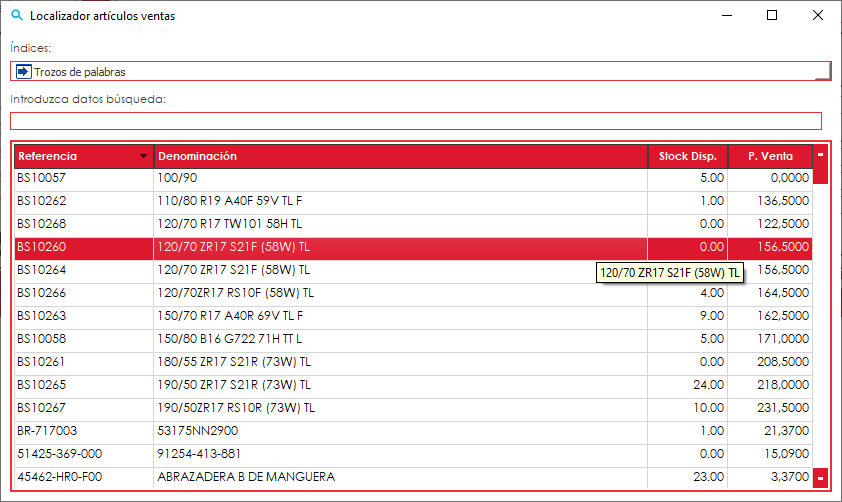 Localizador artículos ventas
Índices:
Trozos de palabras
Introduzca datos búsqueda:
Referencia Denominación Stock Disp. P. Venta
BS10057 100/90 5.00 0,0000
BS10262 110/80 R19 A40F 59V TL F 1.00 136,5000
BS10268 120/70 R17 TW101 58H TL 0.00 122,5000
BS10260 120/70 ZR17 S21F (58W) TL 0.00 156,5000
BS10264 120/70 ZR17 S21F (58W) TL 156,5000
120/70 ZR17 S21F (58W) TL
BS10266 120/70ZR17 RS10F (58W) TL 4.00 164,5000
BS10263 150/70 R17 A40R 69V TL F 9.00 162,5000
BS10058 150/80 B16 G722 71H TT L 5.00 171,0000
BS10261 180/55 ZR17 S21R (73W) TL 0.00 208,5000
BS10265 190/50 ZR17 S21R (73W) TL 24.00 218,0000
BS10267 190/50ZR17 RS10R (73W) TL 10.00 231,5000
BR-717003 53175NN2900 1.00 21,3700
51425-369-000 91254-413-881 0.00 15,0900
45462-HR0-F00 ABRAZADERA B DE MANGUERA 23.00 3,3700